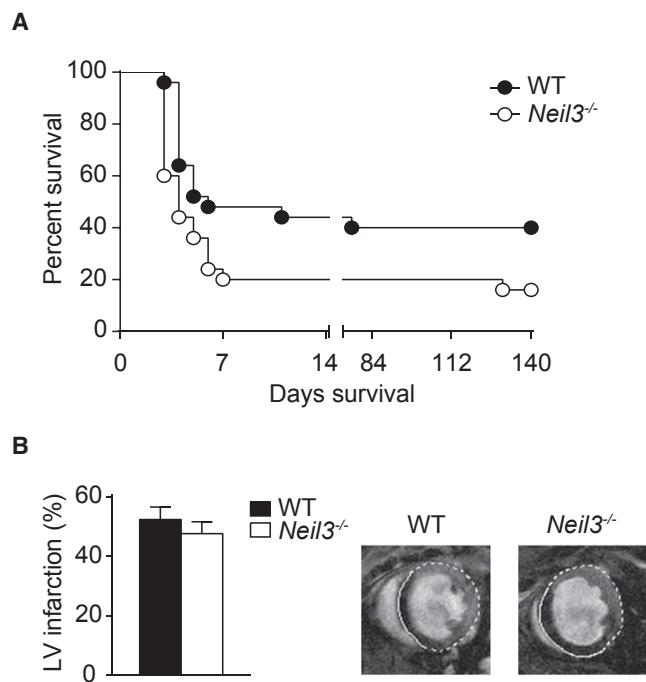 A
100
80
60
40
20
0
Percent survival
WT
Neil3-/-
0 7 14 84 112 140
Days survival
B
60
40
20
0
LV infarction (%)
WT
Neil3-/-
WT
Neil3-/-